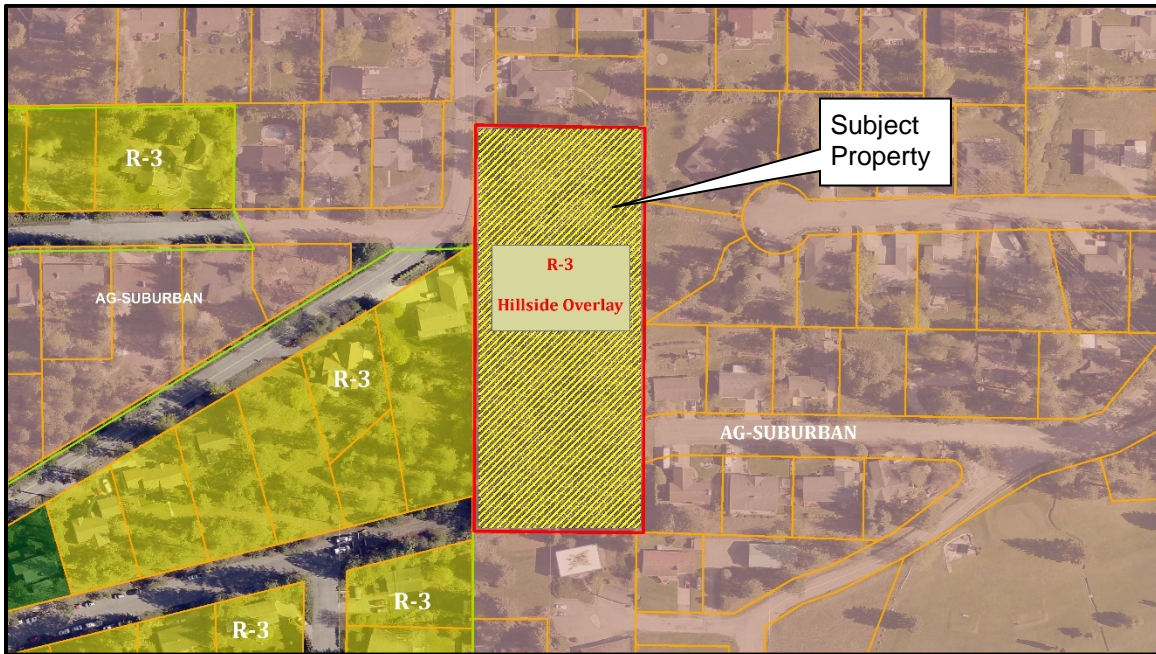 Subject
Property
R-3
R-3
Hillside Overlay
AG-SUBURBAN
R-3
AG-SUBURBAN
R-3
R-3